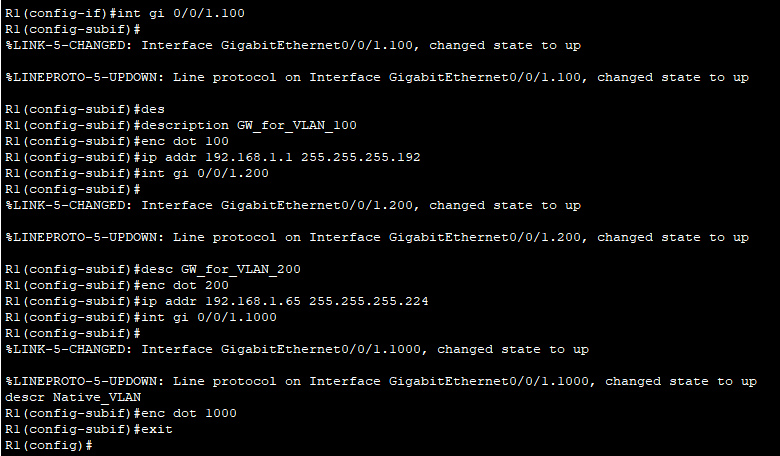 R1(config-if)#int gi 0/0/1.100
R1(config-subif)#
%LINK-5-CHANGED: Interface GigabitEthernet0/0/1.100, changed state to up
%LINEPROTO-5-UPDOWN: Line protocol on Interface GigabitEthernet0/0/1.100, changed state to up
R1(config-subif)#des
R1(config-subif)#description GW_for_VLAN_100
R1(config-subif)#enc dot 100
R1(config-subif)#ip addr 192.168.1.1 255.255.255.192
R1(config-subif)#int gi 0/0/1.200
R1(config-subif)#
%LINK-5-CHANGED: Interface GigabitEthernet0/0/1.200, changed state to up
%LINEPROTO-5-UPDOWN: Line protocol on Interface GigabitEthernet0/0/1.200, changed state to up
R1(config-subif)#desc GW_for_VLAN_200
R1(config-subif)#enc dot 200
R1(config-subif)#ip addr 192.168.1.65 255.255.255.224
R1(config-subif)#int gi 0/0/1.1000
R1(config-subif)#
%LINK-5-CHANGED: Interface GigabitEthernet0/0/1.1000, changed state to up
%LINEPROTO-5-UPDOWN: Line protocol on Interface GigabitEthernet0/0/1.1000, changed state to up
descr Native_VLAN
R1(config-subif)#enc dot 1000
R1(config-subif)#exit
R1(config)#